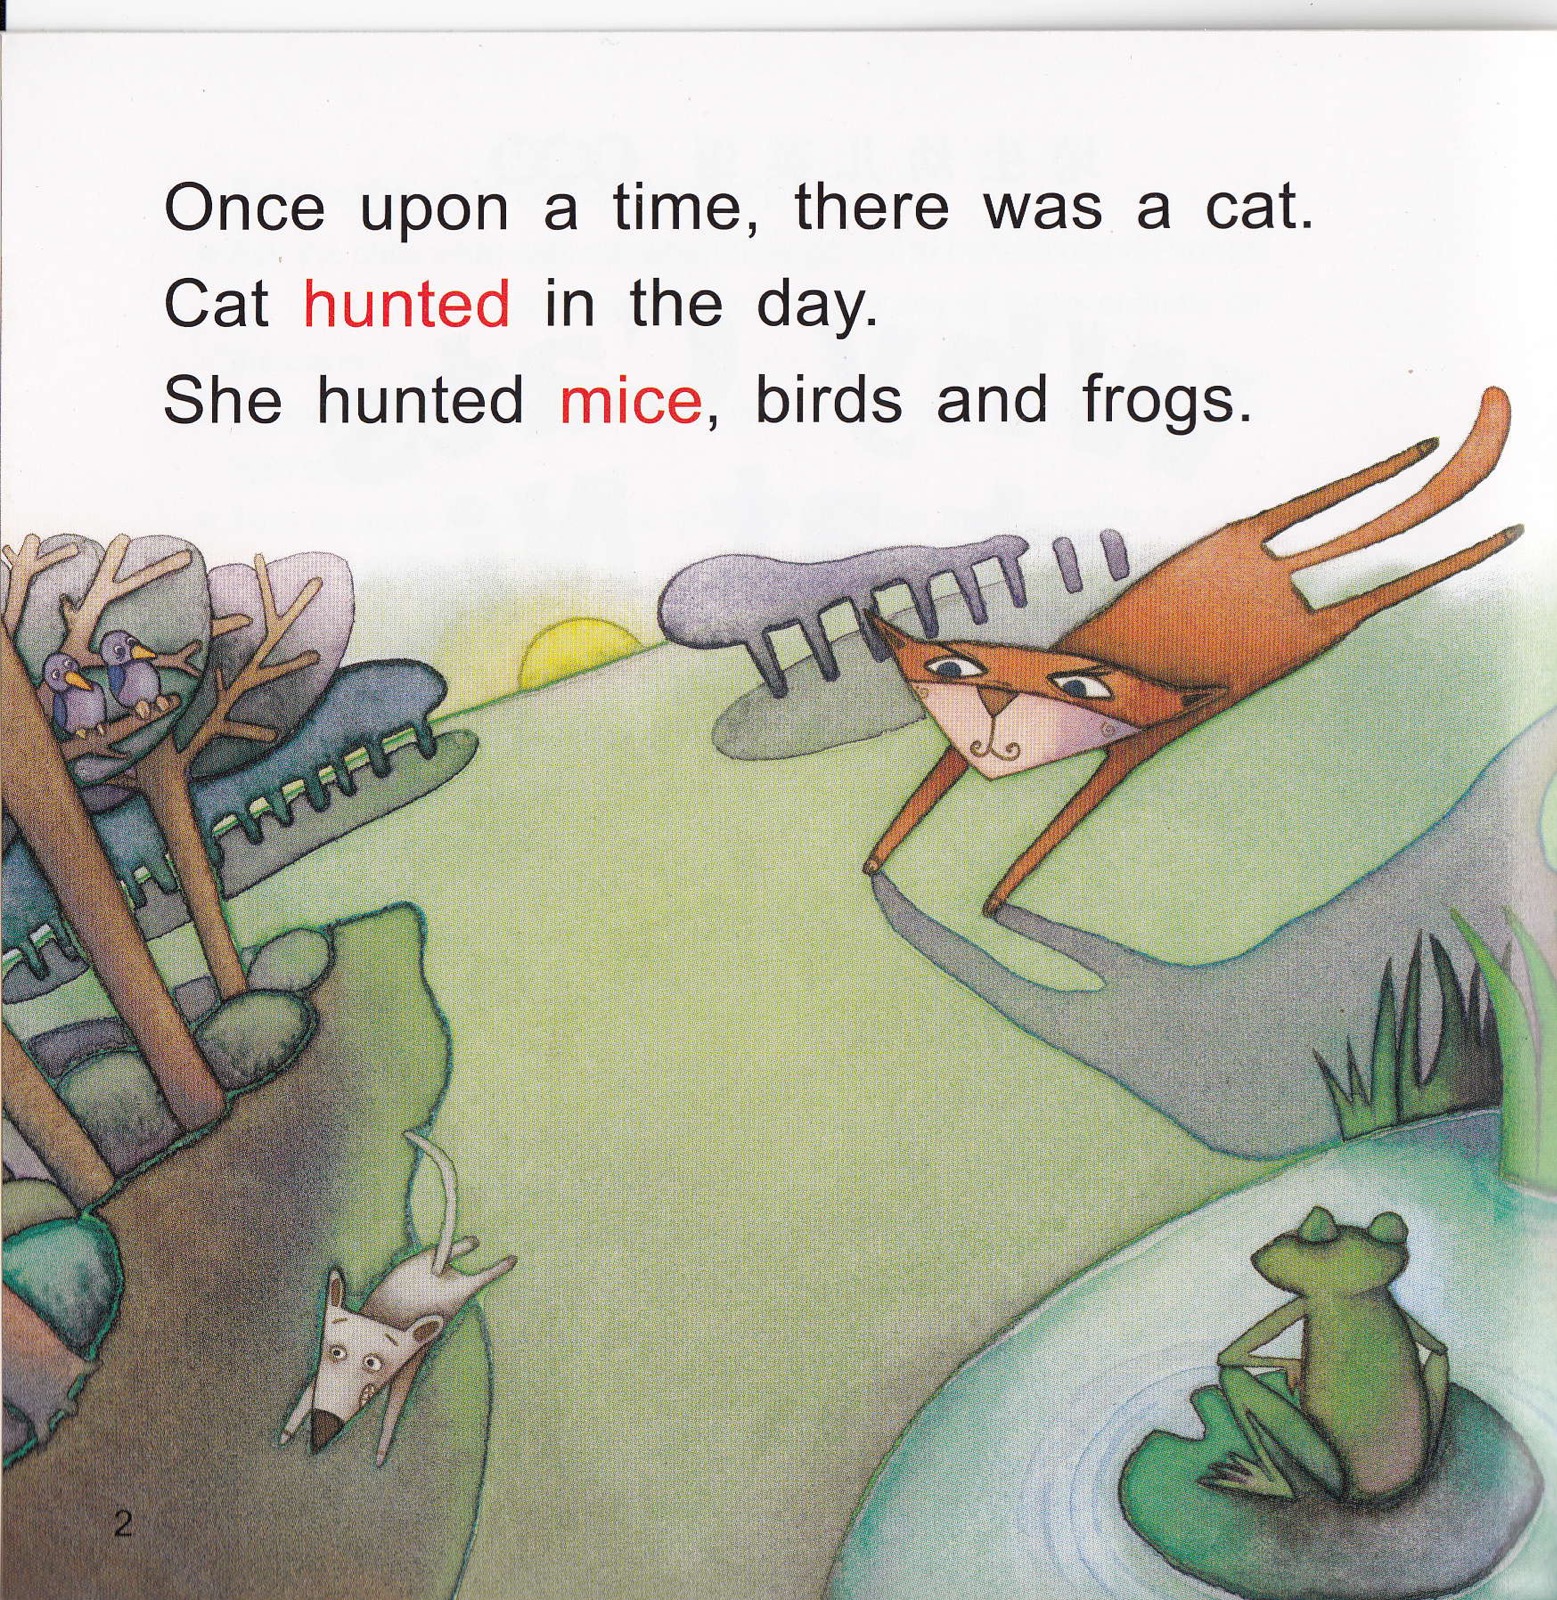 Once upon a time, there was a cat.
Cat hunted in the day.
She hunted mice, birds and frogs.
2